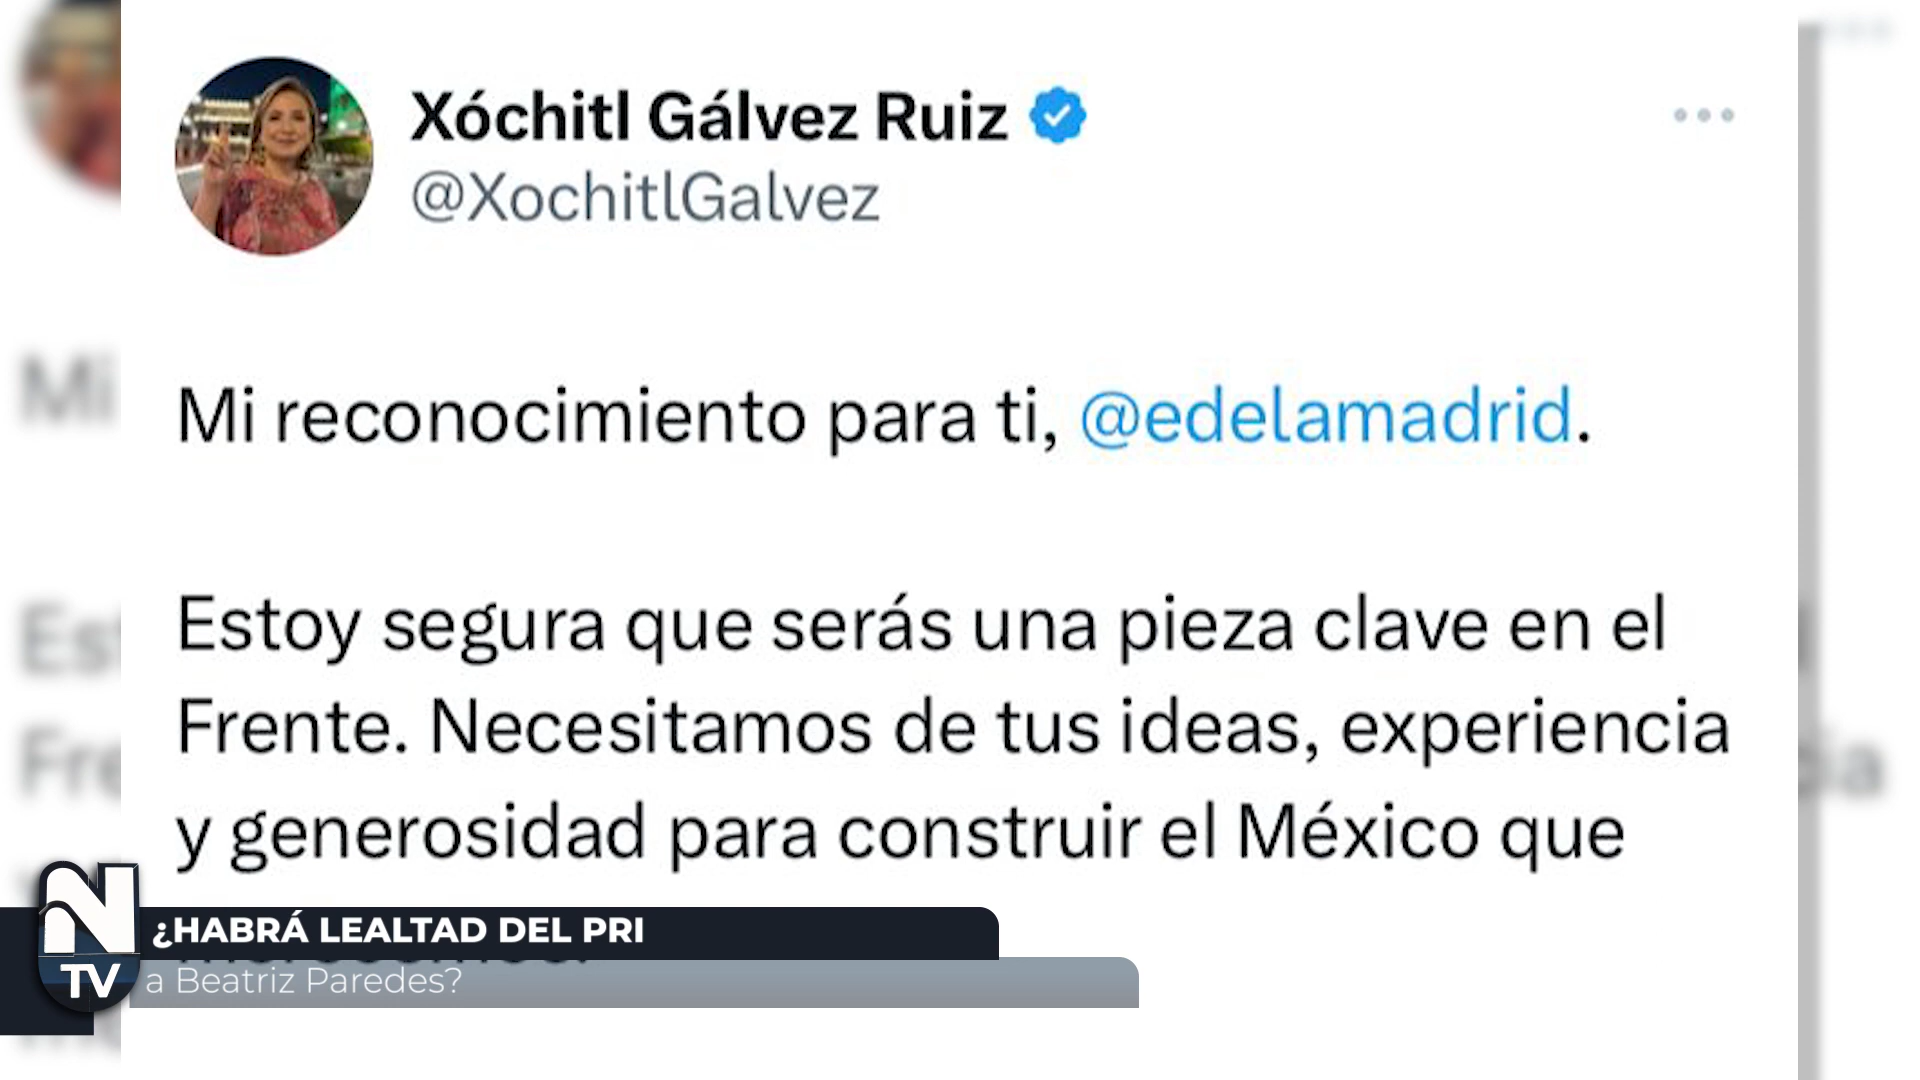 Xóchitl Gálvez Ruiz
@XochitlGalvez
Mi reconocimiento para ti, @edelamadrid.
Estoy segura que serás una pieza clave en el
Frente. Necesitamos de tus ideas, experiencia
y generosidad para construir el México que
N
TV
¿HABRÁ LEALTAD DEL PRI
a Beatriz Paredes?